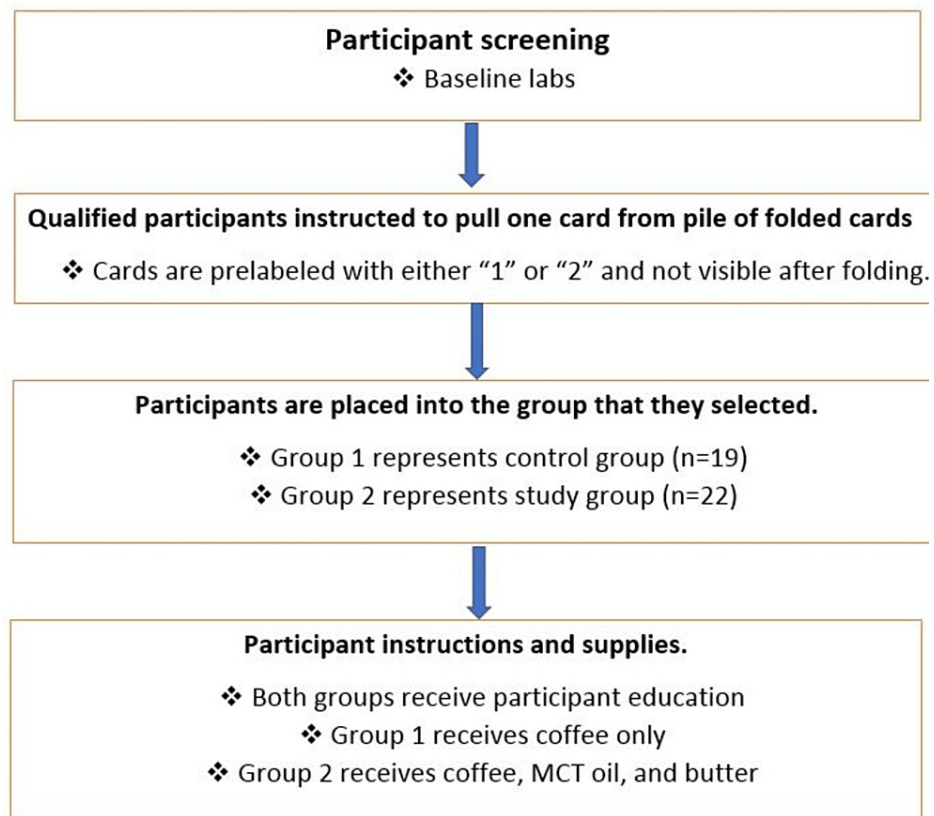 Participant screening
❖ Baseline labs
Qualified participants instructed to pull one card from pile of folded cards
❖ Cards are prelabeled with either “1” or “2” and not visible after folding.
Participants are placed into the group that they selected.
❖ Group 1 represents control group (n=19)
❖ Group 2 represents study group (n=22)
Participant instructions and supplies.
❖ Both groups receive participant education
❖ Group 1 receives coffee only
❖ Group 2 receives coffee, MCT oil, and butter